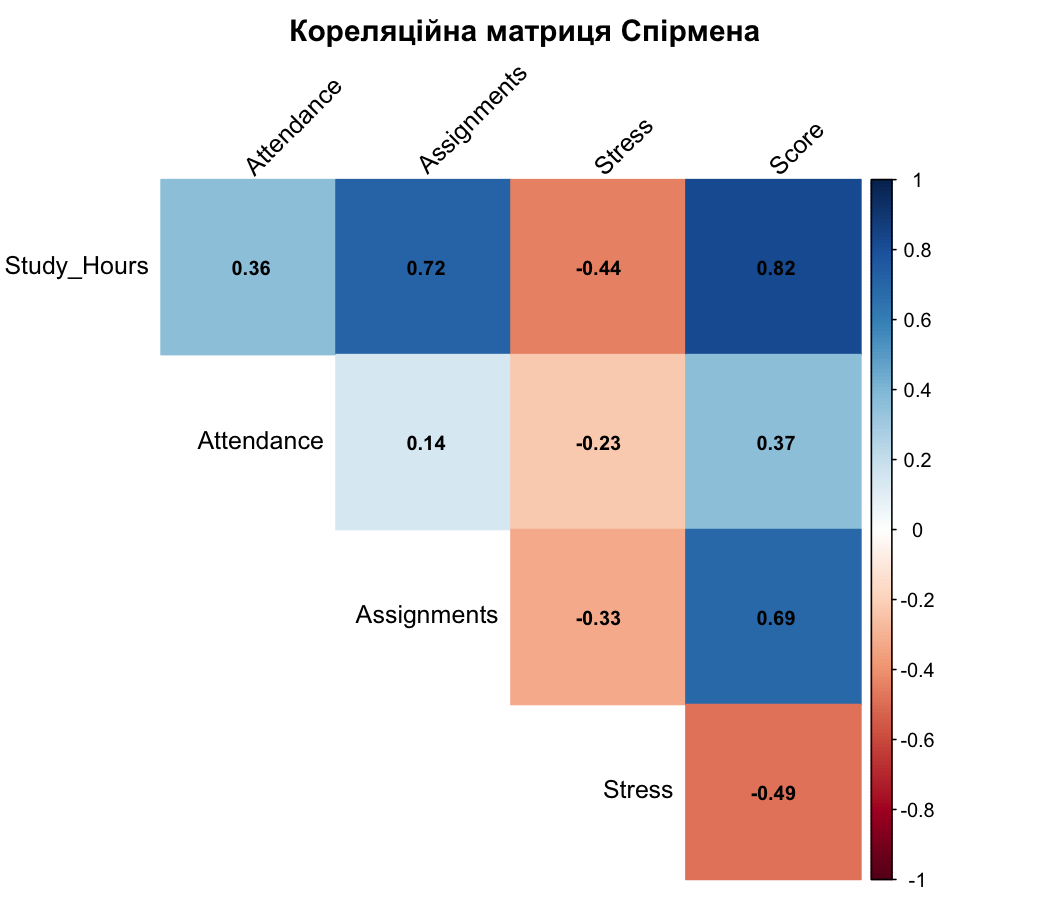 Кореляційна матриця Спірмена
Attendance
Assignments
Stress
Score
Study_Hours
0.36
0.72
-0.44
0.82
Attendance
0.14
-0.23
0.37
Assignments
-0.33
0.69
Stress
-0.49
1
0.8
0.6
0.4
0.2
0
-0.2
-0.4
-0.6
-0.8
-1